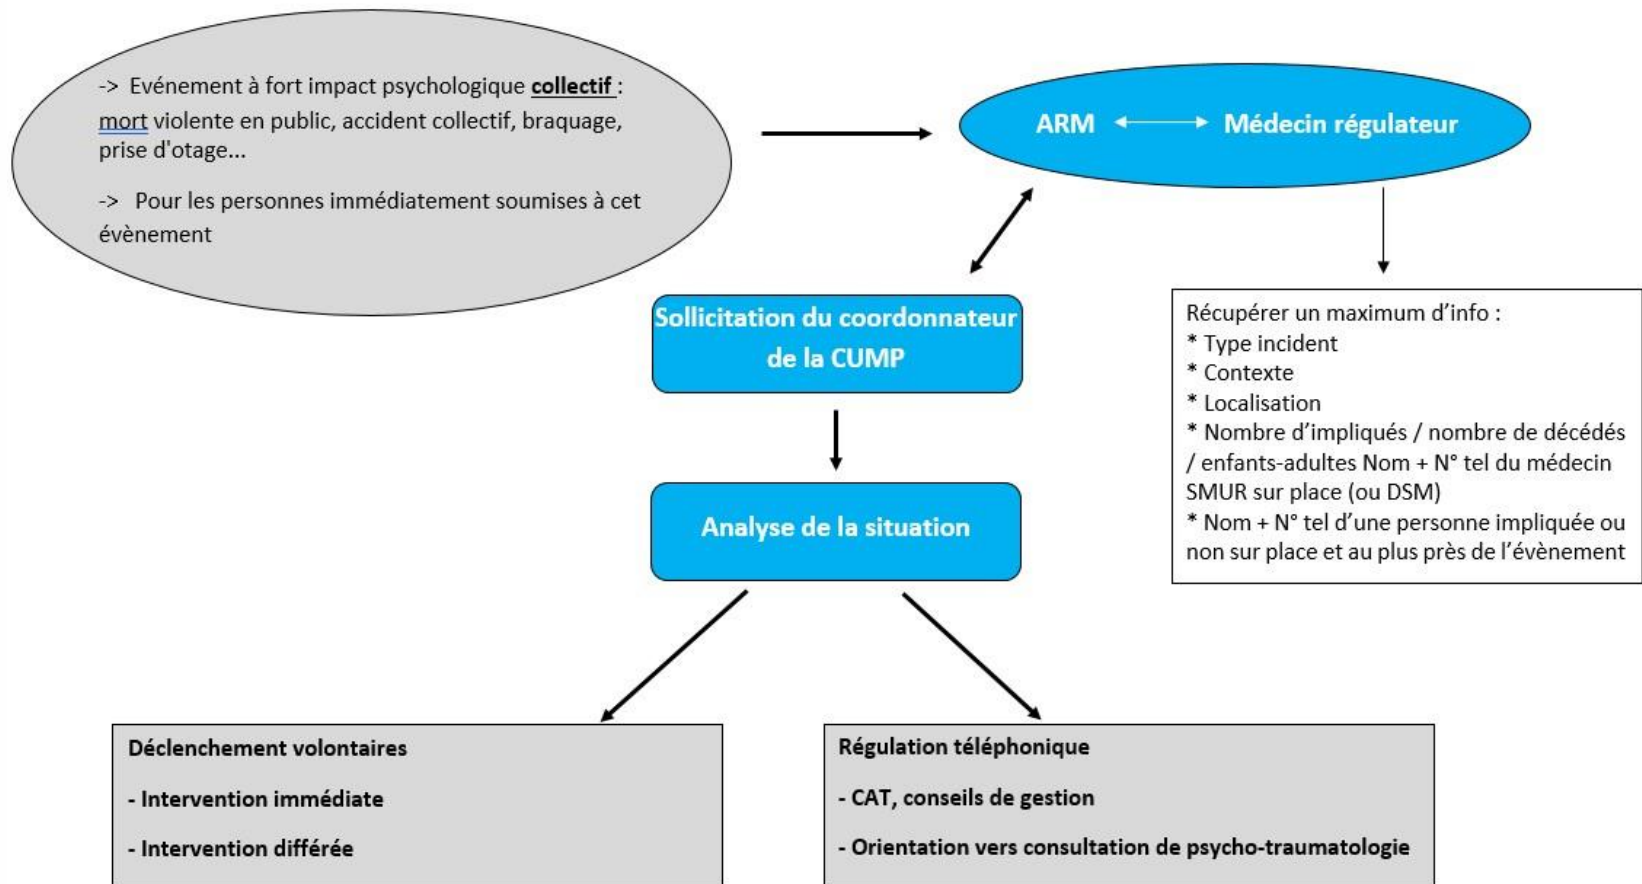 -> Evénement à fort impact psychologique collectif :
mort violente en public, accident collectif, braquage,
prise d'otage...
-> Pour les personnes immédiatement soumises à cet
évènement
ARM Médecin régulateur
Sollicitation du coordonnateur
de la CUMP
Récupérer un maximum d’info :
* Type incident
* Contexte
* Localisation
* Nombre d’impliqués / nombre de décédés
/ enfants-adultes Nom + N° tel du médecin
SMUR sur place (ou DSM)
* Nom + N° tel d’une personne impliquée ou
non sur place et au plus près de l’évènement
Analyse de la situation
Déclenchement volontaires
- Intervention immédiate
- Intervention différée
Régulation téléphonique
- CAT, conseils de gestion
- Orientation vers consultation de psycho-traumatologie